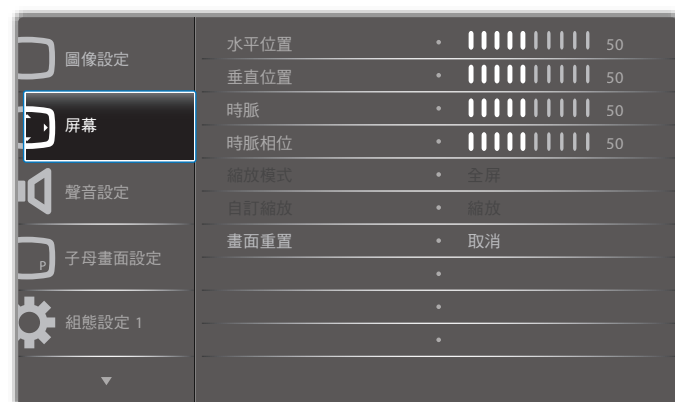 圖像設定
屏幕
聲音設定
P
子母畫面設定
組態設定 1
水平位置 • 50
垂直位置 • 50
時脈 • 50
時脈相位 • 50
縮放模式 • 全屏
自訂縮放 • 縮放
畫面重置 • 取消
•
•
•